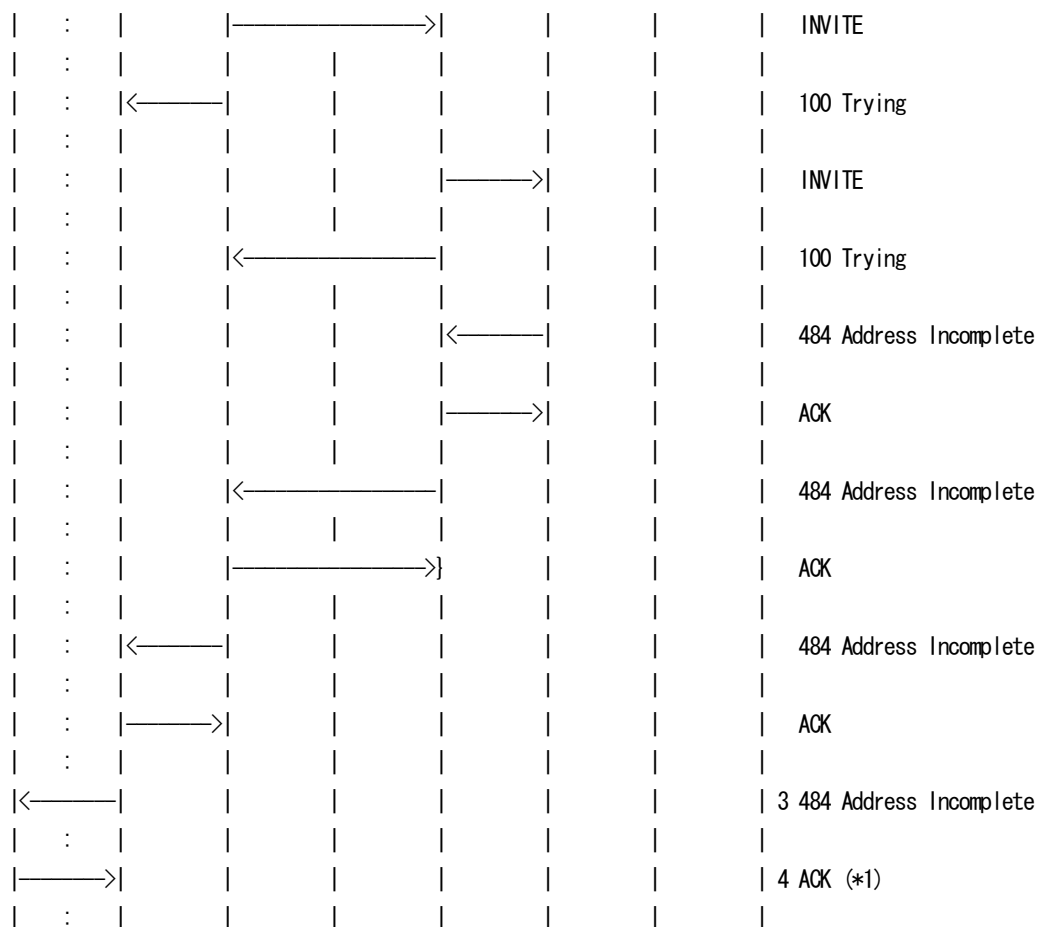 INVITE
100 Trying
INVITE
100 Trying
484 Address Incomplete
ACK
484 Address Incomplete
ACK
484 Address Incomplete
ACK
3 484 Address Incomplete
4 ACK (*1)